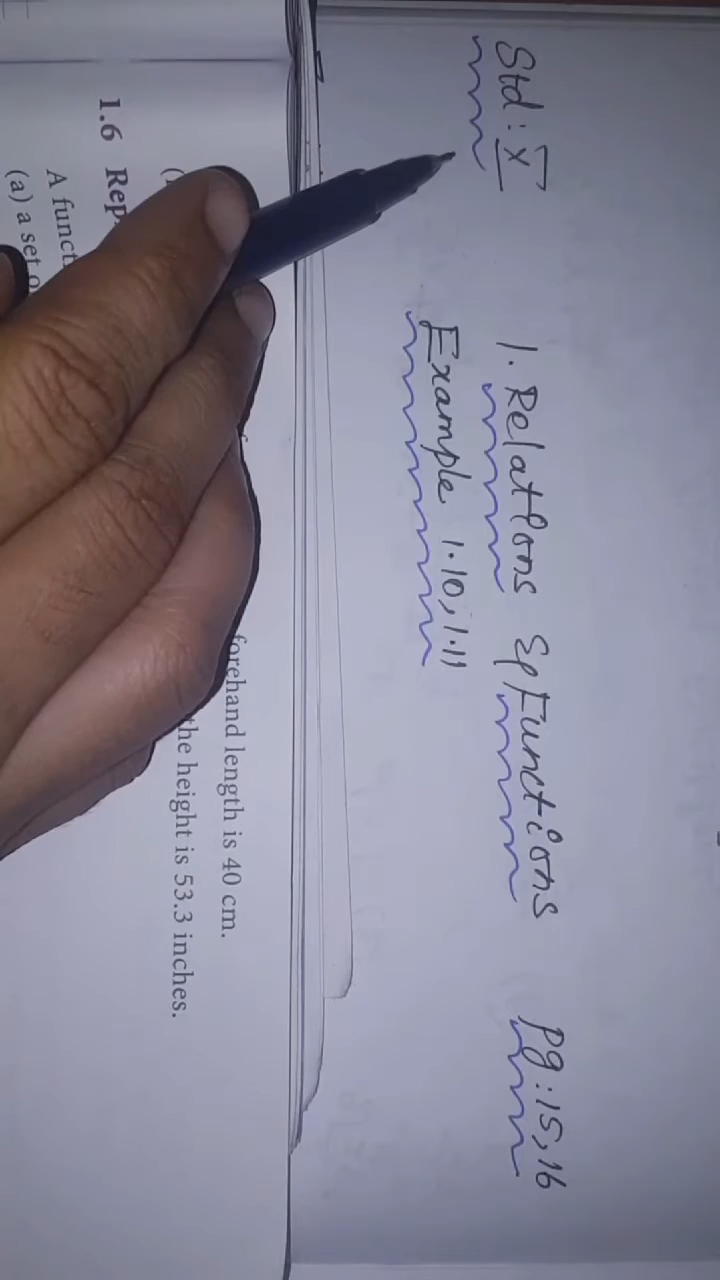 Std : X
1. Relations & Functions Pg : 15, 16
Example 1.10, 1.11
forehand length is 40 cm.
the height is 53.3 inches.
1.6 Rep
A funct
(a) a set o